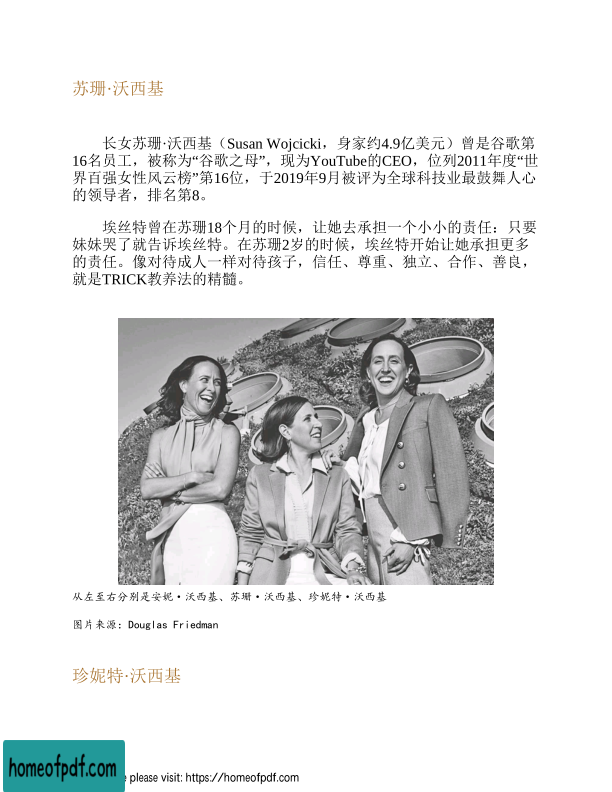 苏珊·沃西基
长女苏珊·沃西基（Susan Wojcicki，身家约4.9亿美元）曾是谷歌第
16名员工，被称为“谷歌之母”，现为YouTube的CEO，位列2011年度“世
界百强女性风云榜”第16位，于2019年9月被评为全球科技业最鼓舞人心
的领导者，排名第8。
埃丝特曾在苏珊18个月的时候，让她去承担一个小小的责任：只要
妹妹哭了就告诉埃丝特。在苏珊2岁的时候，埃丝特开始让她承担更多
的责任。像对待成人一样对待孩子，信任、尊重、独立、合作、善良，
就是TRICK教养法的精髓。
从左至右分别是安妮·沃西基、苏珊·沃西基、珍妮特·沃西基
图片来源：Douglas Friedman
珍妮特·沃西基
homeofpdf.com
e please visit: https://homeofpdf.com